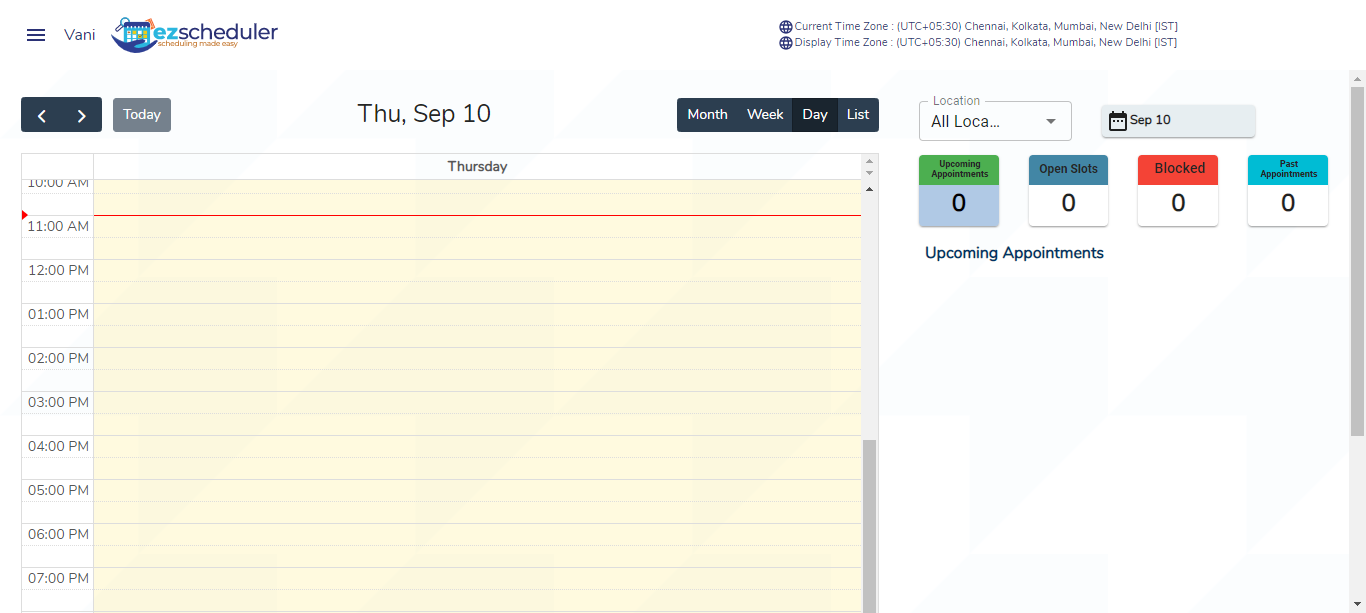 Vani
ezscheduler
scheduling made easy
Current Time Zone : (UTC+05:30) Chennai, Kolkata, Mumbai, New Delhi [IST]
Display Time Zone : (UTC+05:30) Chennai, Kolkata, Mumbai, New Delhi [IST]
Today
Thu, Sep 10
Month Week Day List
Location
All Loca...
Sep 10
Thursday
10:00 AM
11:00 AM
12:00 PM
01:00 PM
02:00 PM
03:00 PM
04:00 PM
05:00 PM
06:00 PM
07:00 PM
Upcoming
Appointments
0
Open Slots
0
Blocked
0
Past
Appointments
0
Upcoming Appointments